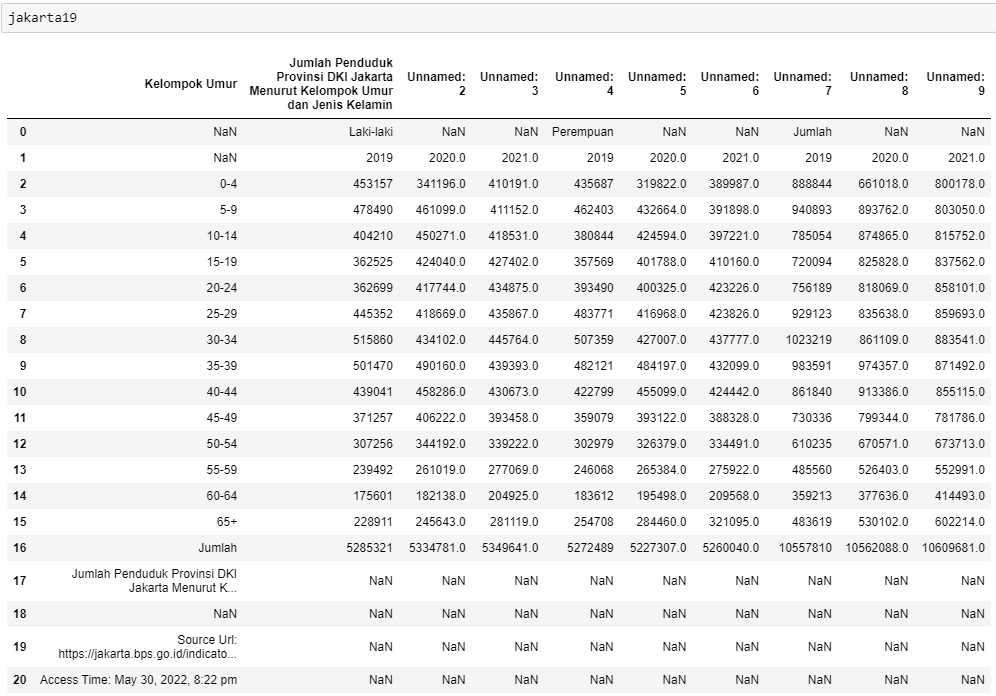 jakarta19
Kelompok Umur Jumlah Penduduk Provinsi DKI Jakarta Menurut Kelompok Umur dan Jenis Kelamin Unnamed: 2 Unnamed: 3 Unnamed: 4 Unnamed: 5 Unnamed: 6 Unnamed: 7 Unnamed: 8 Unnamed: 9
0 NaN Laki-laki NaN NaN Perempuan NaN NaN Jumlah NaN NaN
1 NaN 2019 2020.0 2021.0 2019 2020.0 2021.0 2019 2020.0 2021.0
2 0-4 453157 341196.0 410191.0 435687 319822.0 389987.0 888844 661018.0 800178.0
3 5-9 478490 461099.0 411152.0 462403 432664.0 391898.0 940893 893762.0 803050.0
4 10-14 404210 450271.0 418531.0 380844 424594.0 397221.0 785054 874865.0 815752.0
5 15-19 362525 424040.0 427402.0 357569 401788.0 410160.0 720094 825828.0 837562.0
6 20-24 362699 417744.0 434875.0 393490 400325.0 423226.0 756189 818069.0 858101.0
7 25-29 445352 418669.0 435867.0 483771 416968.0 423826.0 929123 835638.0 859693.0
8 30-34 515860 434102.0 445764.0 507359 427007.0 437777.0 1023219 861109.0 883541.0
9 35-39 501470 490160.0 439393.0 482121 484197.0 432099.0 983591 974357.0 871492.0
10 40-44 439041 458286.0 430673.0 422799 455099.0 424442.0 861840 913386.0 855115.0
11 45-49 371257 406222.0 393458.0 359079 393122.0 388328.0 730336 799344.0 781786.0
12 50-54 307256 344192.0 339222.0 302979 326379.0 334491.0 610235 670571.0 673713.0
13 55-59 239492 261019.0 277069.0 246068 265384.0 275922.0 485560 526403.0 552991.0
14 60-64 175601 182138.0 204925.0 183612 195498.0 209568.0 359213 377636.0 414493.0
15 65+ 228911 245643.0 281119.0 254708 284460.0 321095.0 483619 530102.0 602214.0
16 Jumlah 5285321 5334781.0 5349641.0 5272489 5227307.0 5260040.0 10557810 10562088.0 10609681.0
17 Jumlah Penduduk Provinsi DKI Jakarta Menurut K... NaN NaN NaN NaN NaN NaN NaN NaN NaN
18 NaN NaN NaN NaN NaN NaN NaN NaN NaN NaN
19 Source Url: https://jakarta.bps.go.id/indicato... NaN NaN NaN NaN NaN NaN NaN NaN NaN
20 Access Time: May 30, 2022, 8:22 pm NaN NaN NaN NaN NaN NaN NaN NaN NaN